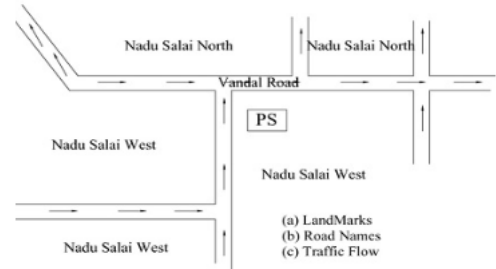 Nadu Salai North
Nadu Salai North
Vandal Road
PS
Nadu Salai West
Nadu Salai West
(a) LandMarks
(b) Road Names
(c) Traffic Flow
Nadu Salai West